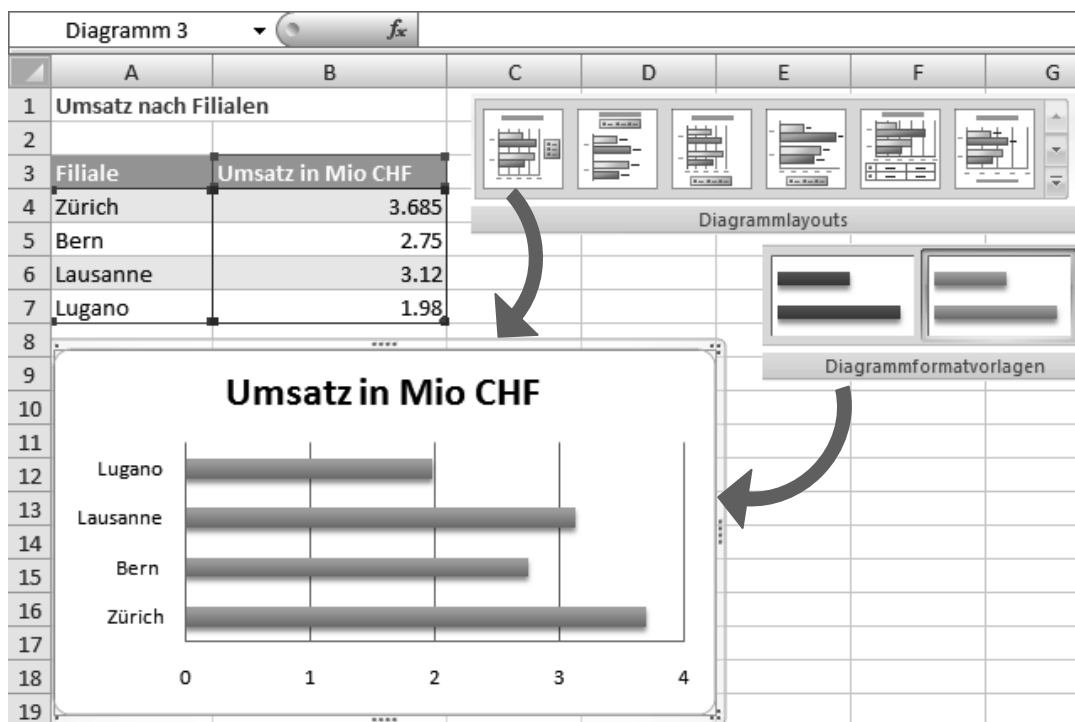 Diagramm 3 fx
A B C D E F G
1 Umsatz nach Filialen
2
3 Filiale Umsatz in Mio CHF
4 Zürich 3.685
5 Bern 2.75
6 Lausanne 3.12
7 Lugano 1.98
Diagrammlayouts
Diagrammformatvorlagen
8
9
10
11
12
13
14
15
16
17
18
19
Umsatz in Mio CHF
Lugano
Lausanne
Bern
Zürich
0 1 2 3 4